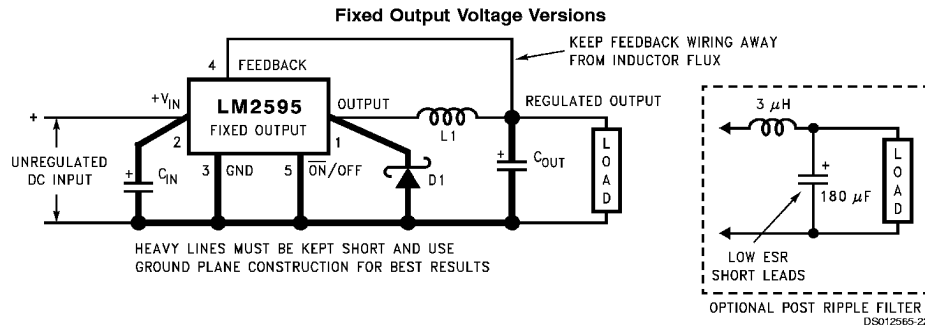 Fixed Output Voltage Versions
KEEP FEEDBACK WIRING AWAY
FROM INDUCTOR FLUX
4 FEEDBACK
+VIN
LM2595
FIXED OUTPUT
OUTPUT
2
1
3 GND
5 O̅N̅/OFF
+
UNREGULATED
DC INPUT
+
CIN
L1
D1
REGULATED OUTPUT
+
COUT
LOAD
HEAVY LINES MUST BE KEPT SHORT AND USE
GROUND PLANE CONSTRUCTION FOR BEST RESULTS
3 μH
+
180 μF
LOAD
LOW ESR
SHORT LEADS
OPTIONAL POST RIPPLE FILTER
DS012565-22